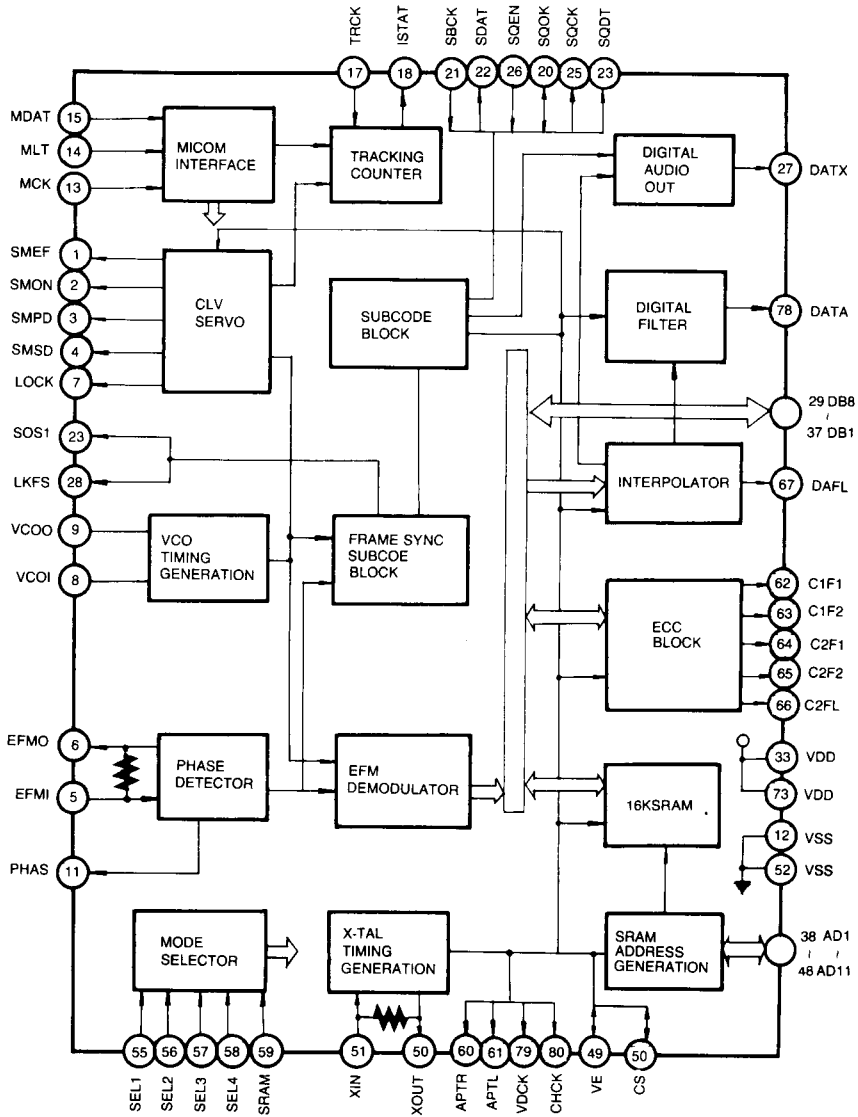 TRCK
ISTAT
SBCK
SDAT
SQEN
SQOK
SQCK
SQDT
17
18
21
22
26
20
25
23
MDAT 15
MLT 14
MCK 13
MICOM
INTERFACE
TRACKING
COUNTER
DIGITAL
AUDIO
OUT
27 DATX
SMEF 1
SMON 2
SMPD 3
SMSD 4
LOCK 7
CLV
SERVO
SUBCODE
BLOCK
DIGITAL
FILTER
78 DATA
29 DB8
~
37 DB1
SOS1 23
LKFS 28
INTERPOLATOR
67 DAFL
VCOO 9
VCOI 8
VCO
TIMING
GENERATION
FRAME SYNC
SUBCOE
BLOCK
ECC
BLOCK
62 C1F1
63 C1F2
64 C2F1
65 C2F2
66 C2FL
EFMO 6
EFMI 5
PHAS 11
PHASE
DETECTOR
EFM
DEMODULATOR
16KSRAM
33 VDD
73 VDD
12 VSS
52 VSS
MODE
SELECTOR
X-TAL
TIMING
GENERATION
SRAM
ADDRESS
GENERATION
38 AD1
~
48 AD11
55
56
57
58
59
51
50
60
61
79
80
49
50
SEL1
SEL2
SEL3
SEL4
SRAM
XIN
XOUT
APTR
APTL
VDCK
CHCK
VE
CS